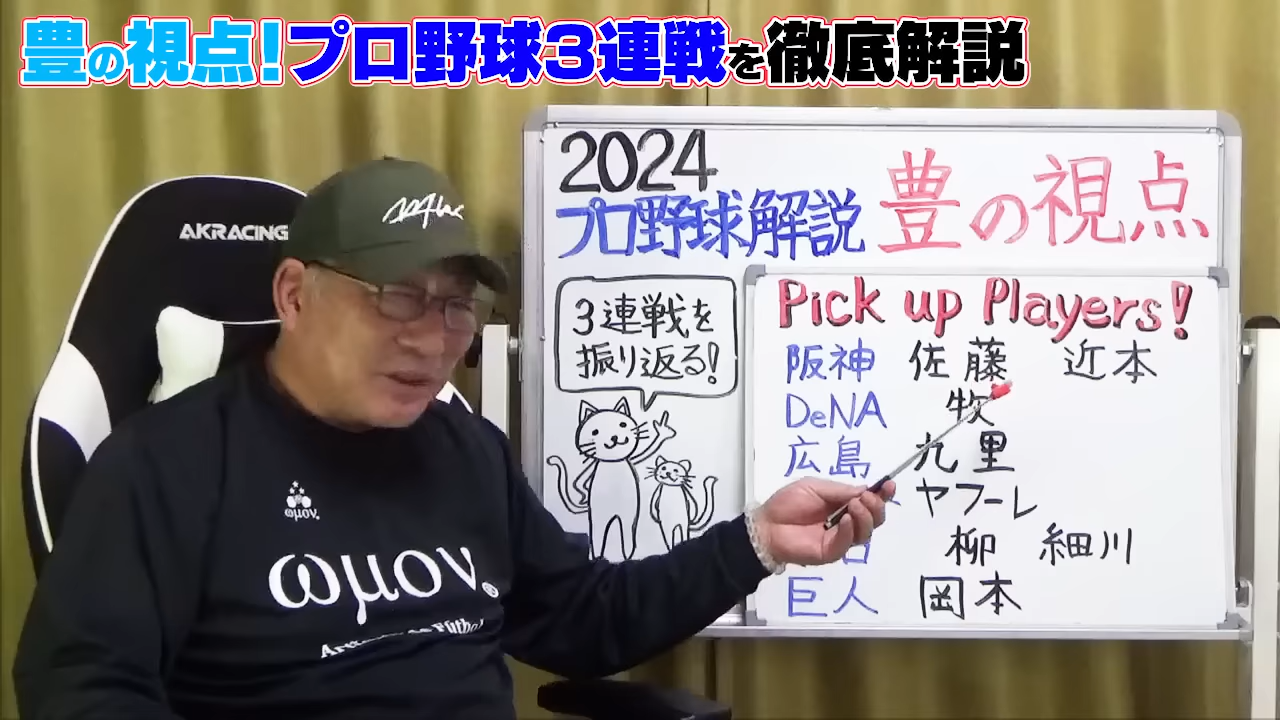 豊の視点!プロ野球3連戦を徹底解説
AKRACING
2024
プロ野球解説 豊の視点
3連戦を
振り返る!
Pick up Players!
阪神 佐藤 近本
DeNA 牧
広島 九里
ヤフーレ
柳 細川
巨人 岡本
ωμον.
ωμον.